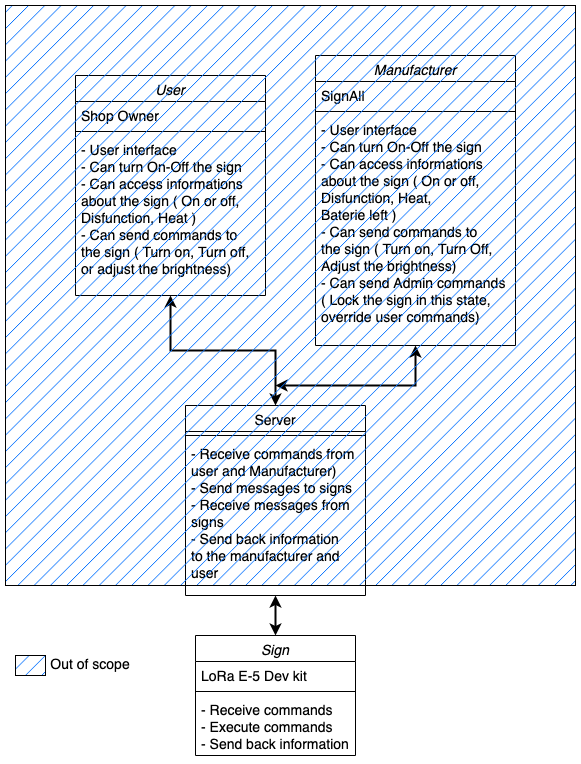 User
Shop Owner
- User interface
- Can turn On-Off the sign
- Can access informations
about the sign ( On or off,
Disfunction, Heat )
- Can send commands to
the sign ( Turn on, Turn off,
or adjust the brightness)
Manufacturer
SignAll
- User interface
- Can turn On-Off the sign
- Can access informations
about the sign ( On or off,
Disfunction, Heat,
Baterie left )
- Can send commands to
the sign ( Turn on, Turn Off,
Adjust the brightness)
- Can send Admin commands
( Lock the sign in this state,
override user commands)
Server
- Receive commands from
user and Manufacturer)
- Send messages to signs
- Receive messages from
signs
- Send back information
to the manufacturer and
user
Sign
LoRa E-5 Dev kit
- Receive commands
- Execute commands
- Send back information
Out of scope